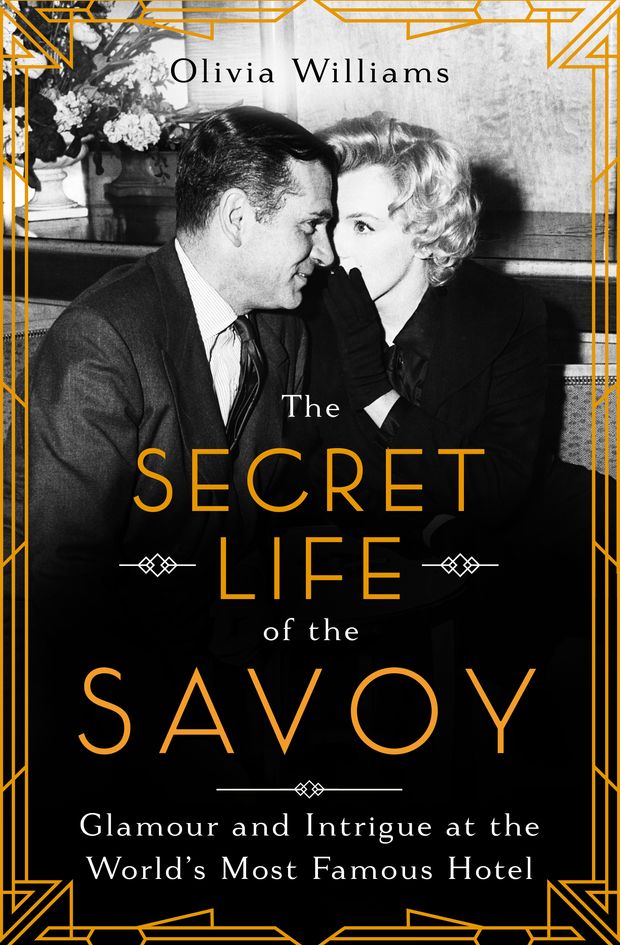 Olivia Williams
The
SECRET
LIFE
of the
SAVOY
Glamour and Intrigue at the
World's Most Famous Hotel